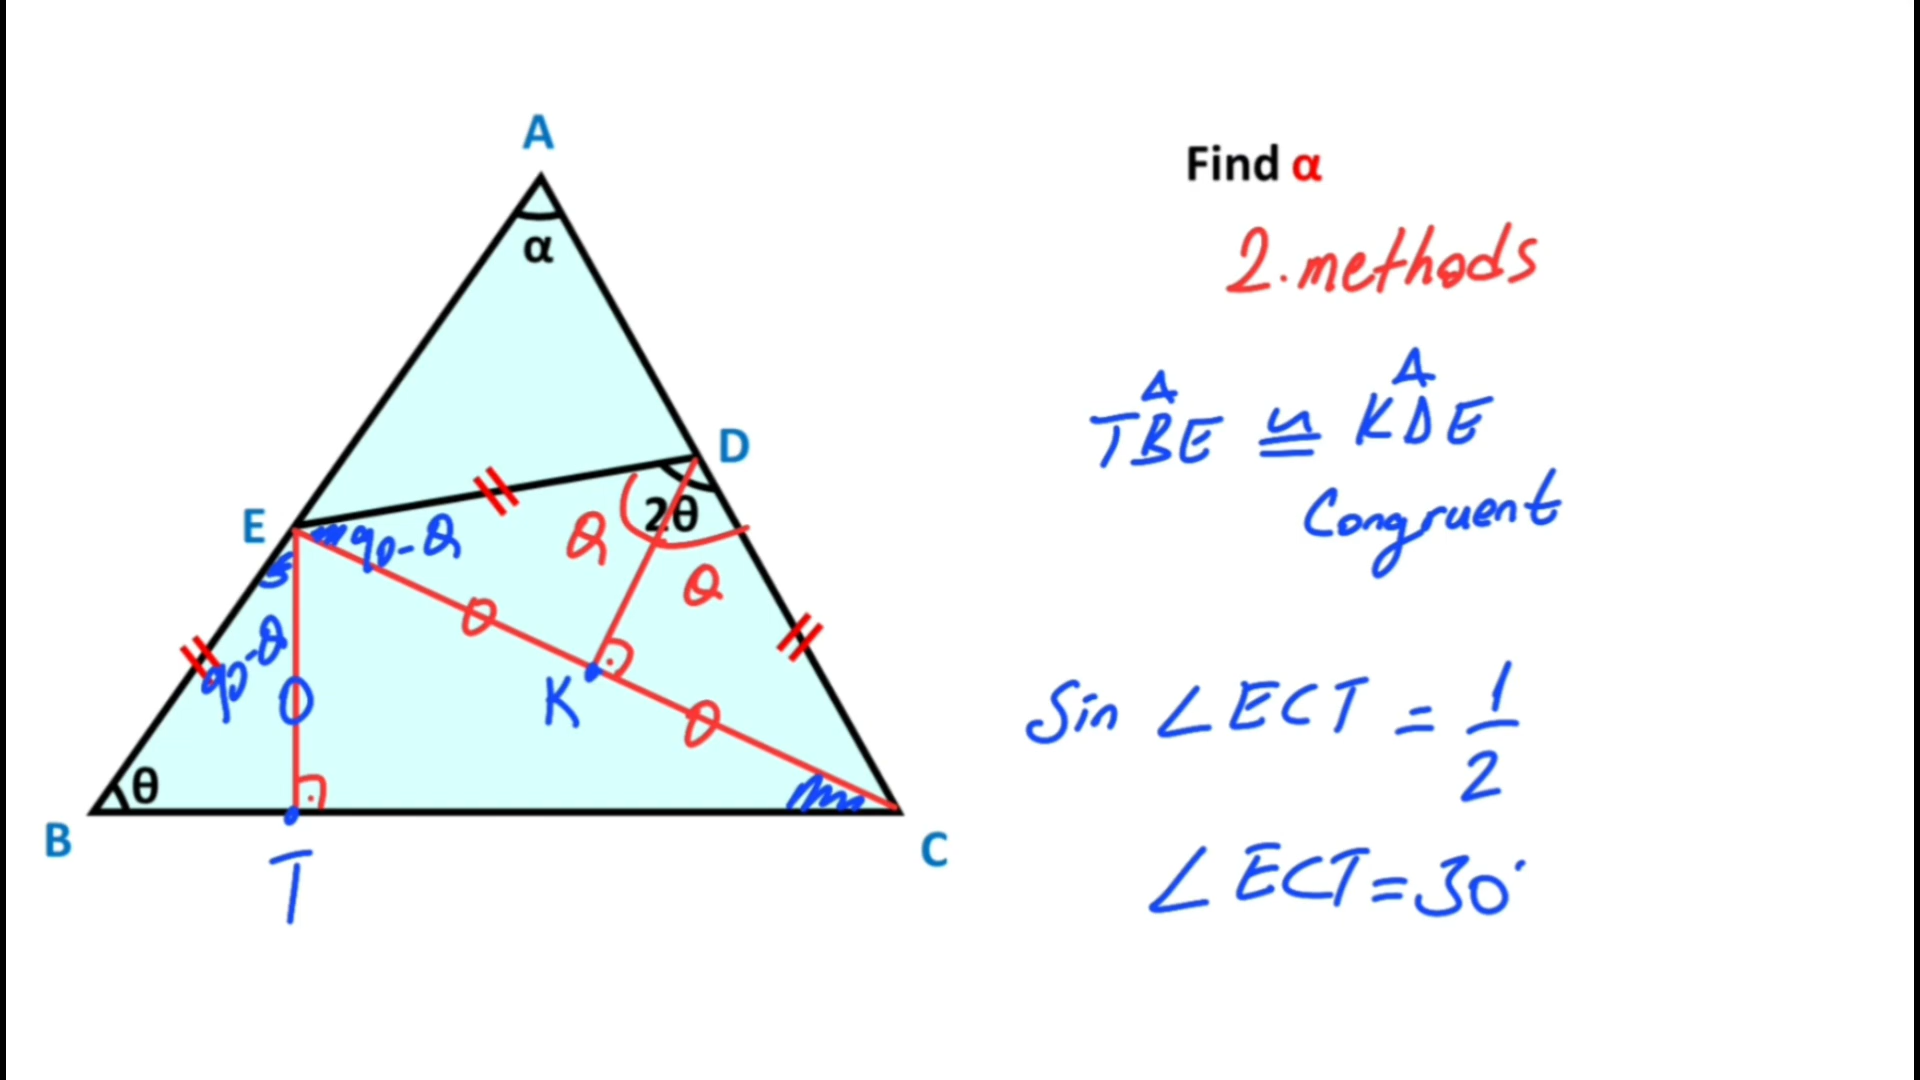 A
Find α
α
2. methods
△ △
TBE ≅ KDE
D
Congruent
E
90-θ
2θ
θ
θ
90-θ
K
Sin ∠ECT = 1/2
θ
B
C
T
∠ECT = 30°